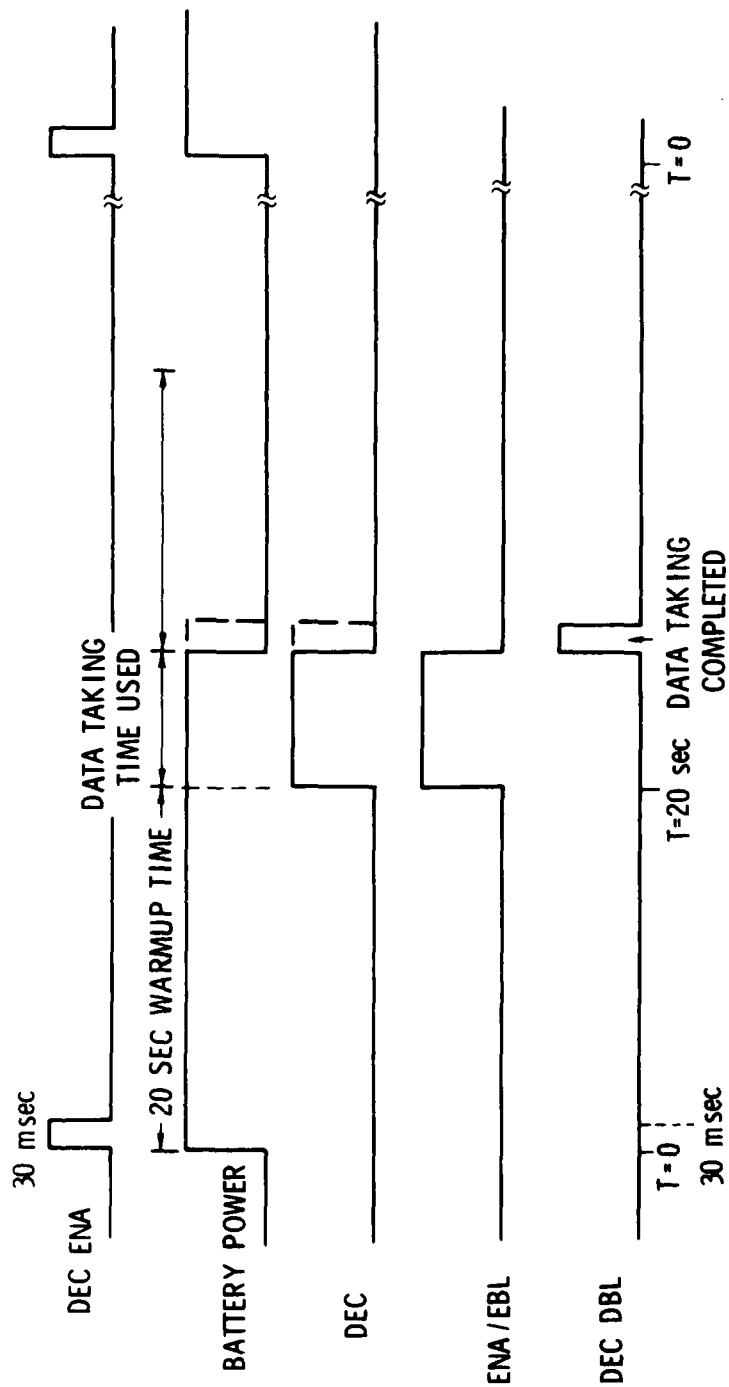 30 msec
DEC ENA
DATA TAKING
TIME USED
20 SEC WARMUP TIME
BATTERY POWER
DEC
ENA/EBL
DEC DBL
T=0
30 msec
T=20 sec
DATA TAKING
COMPLETED
T=0